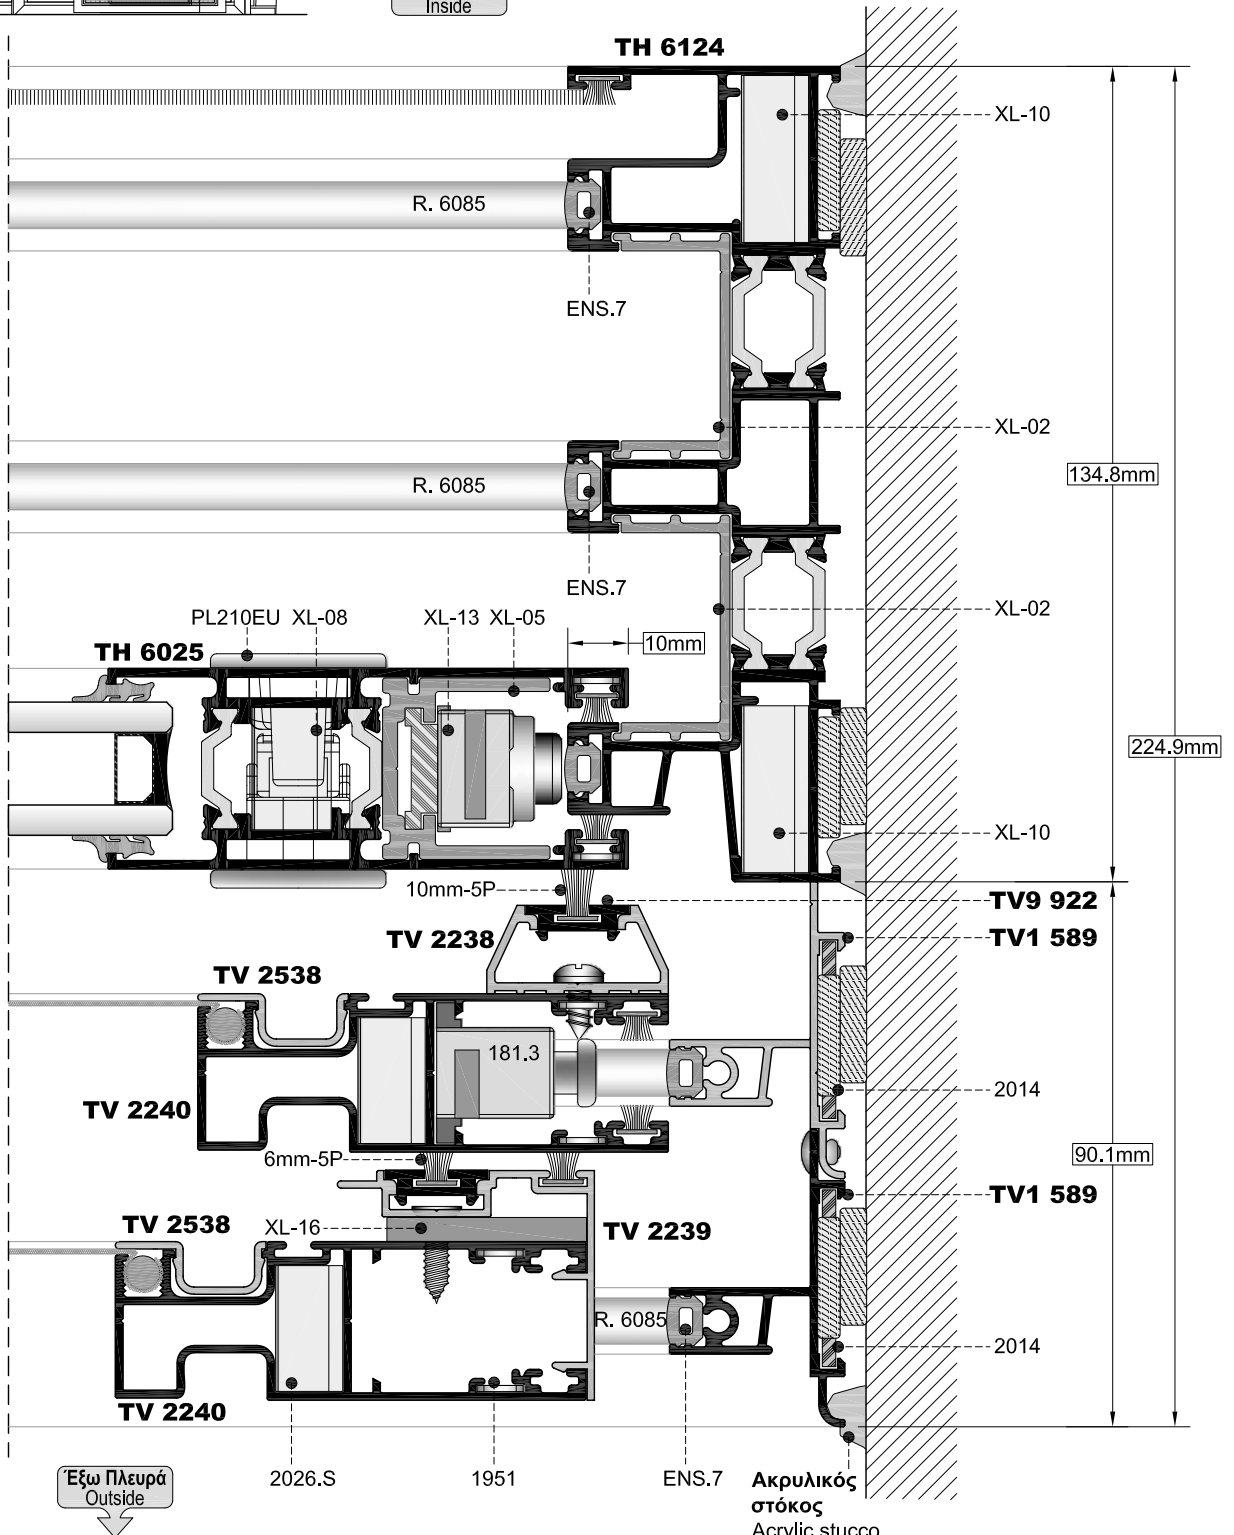 Inside
TH 6124
XL-10
R. 6085
ENS.7
XL-02
134.8mm
R. 6085
ENS.7
XL-02
PL210EU
XL-08
XL-13
XL-05
10mm
TH 6025
224.9mm
XL-10
10mm-5P
TV9 922
TV 2238
TV1 589
TV 2538
181.3
2014
TV 2240
90.1mm
6mm-5P
TV1 589
TV 2538
XL-16
TV 2239
R. 6085
2014
TV 2240
Έξω Πλευρά
Outside
2026.S
1951
ENS.7
Ακρυλικός
στόκος
Acrylic stucco